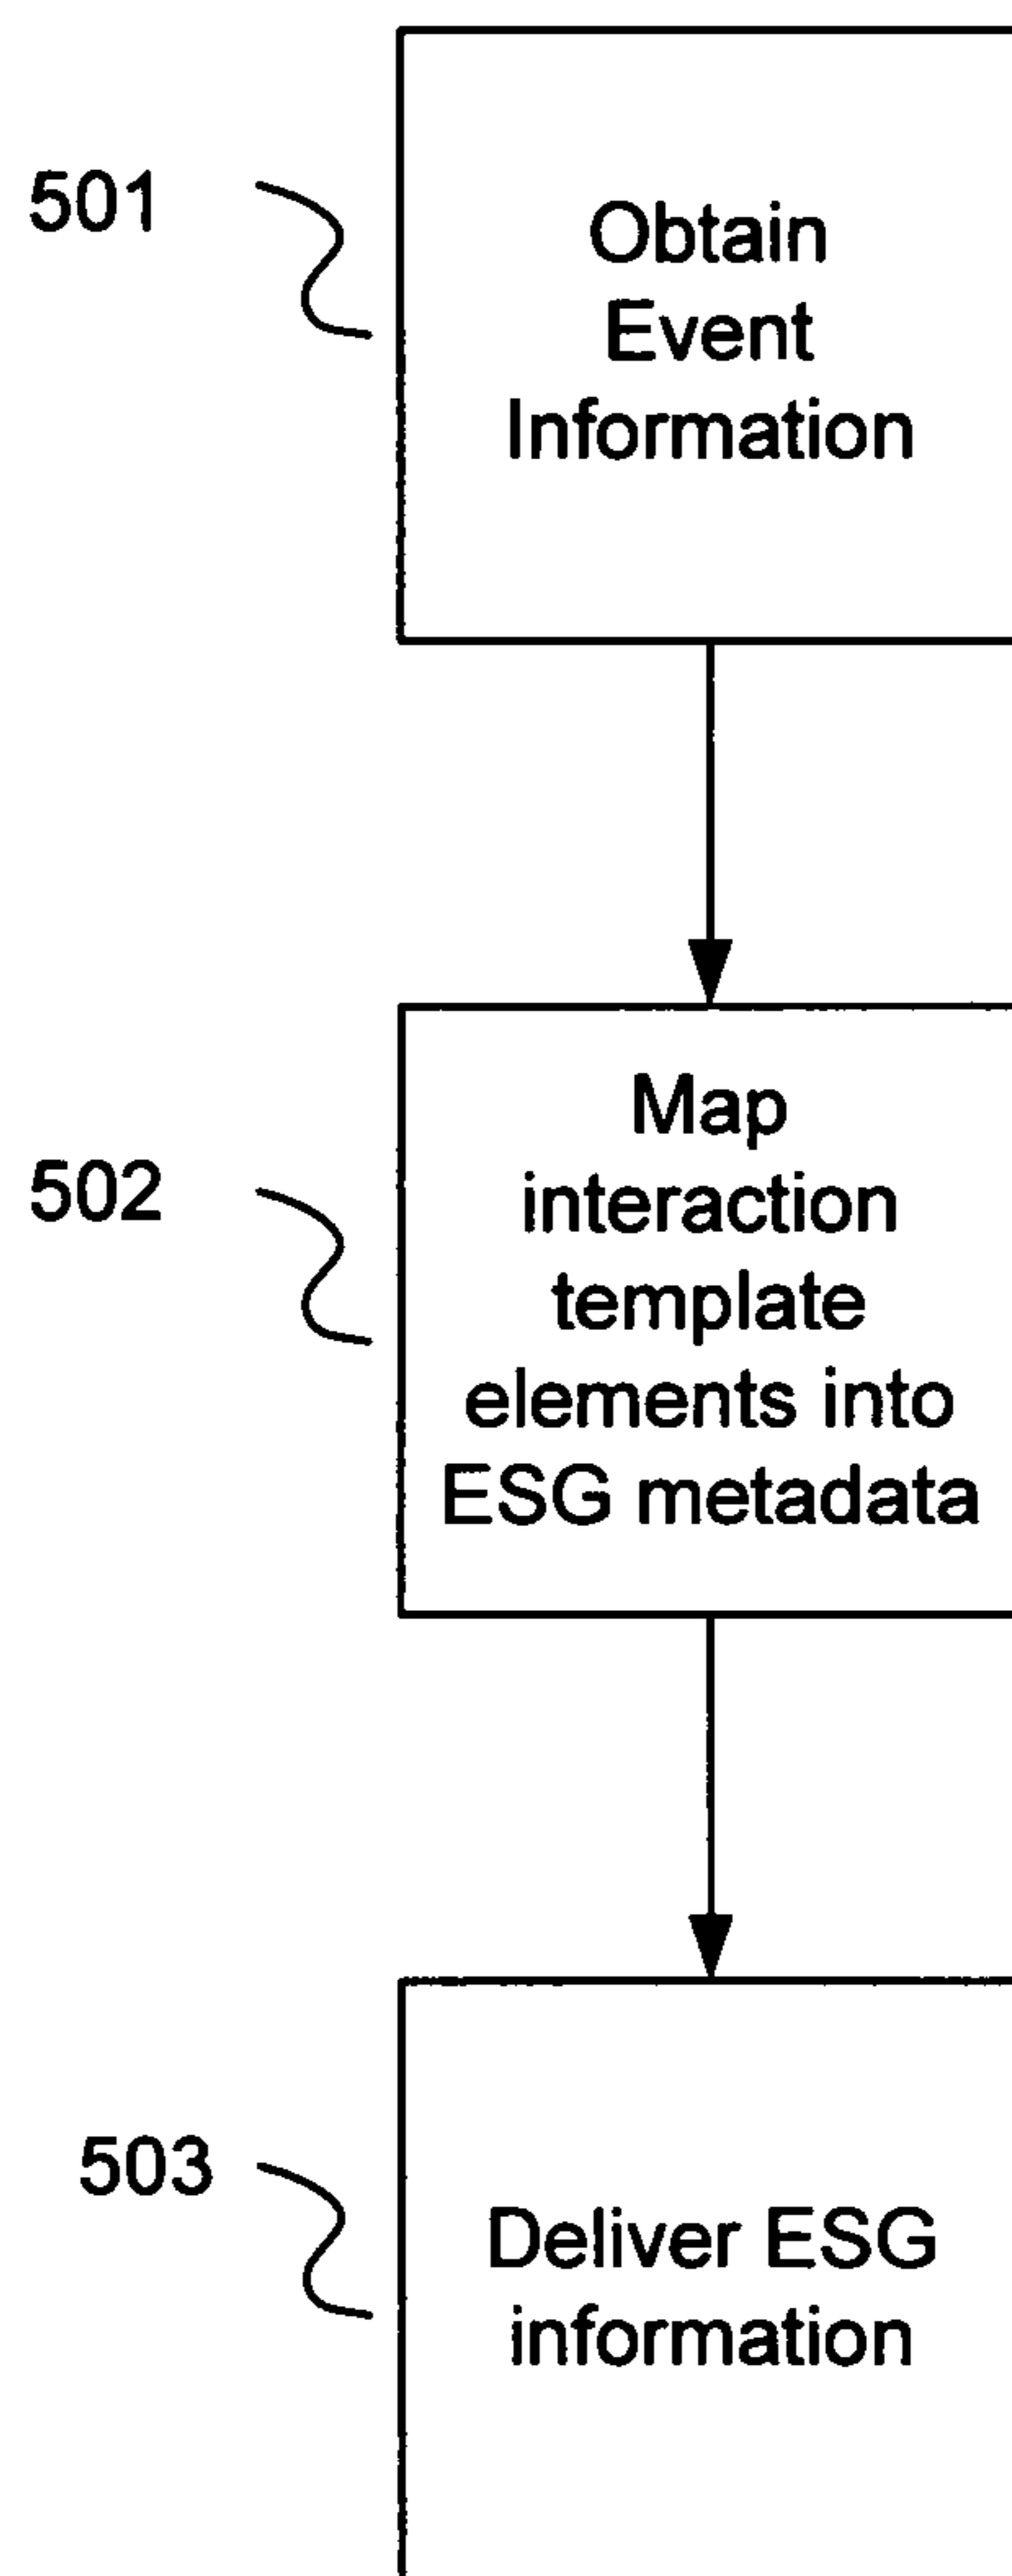 501
Obtain
Event
Information
502
Map
interaction
template
elements into
ESG metadata
503
Deliver ESG
information